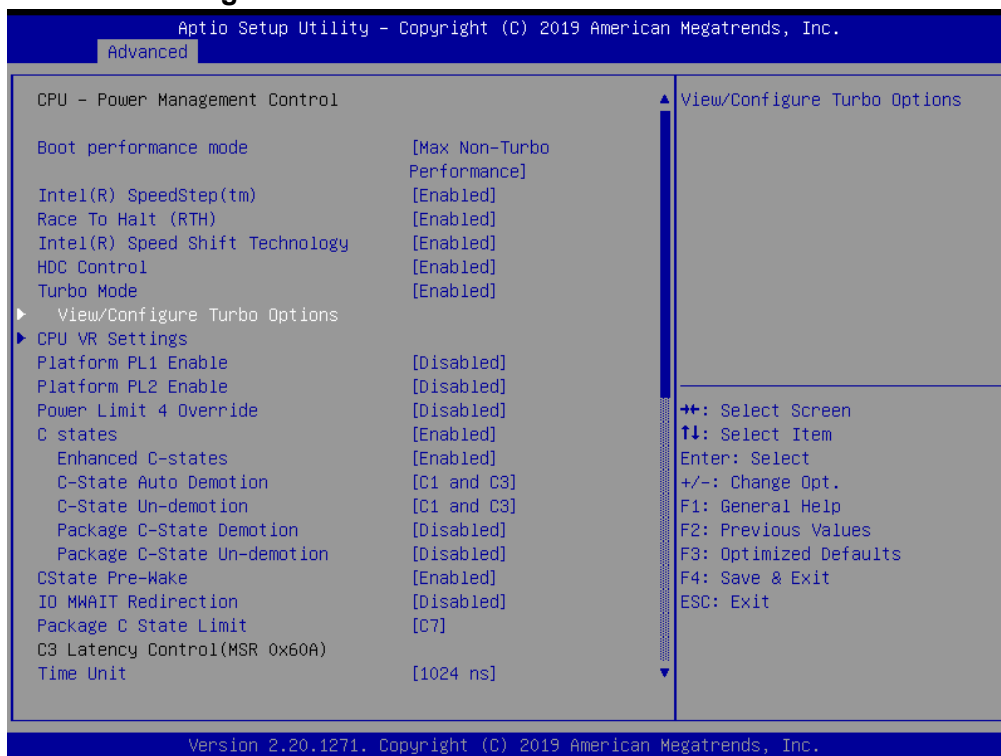 Aptio Setup Utility – Copyright (C) 2019 American Megatrends, Inc.
Advanced
CPU – Power Management Control
View/Configure Turbo Options
Boot performance mode [Max Non-Turbo
Performance]
Intel(R) SpeedStep(tm) [Enabled]
Race To Halt (RTH) [Enabled]
Intel(R) Speed Shift Technology [Enabled]
HDC Control [Enabled]
Turbo Mode [Enabled]
View/Configure Turbo Options
CPU VR Settings
Platform PL1 Enable [Disabled]
Platform PL2 Enable [Disabled]
Power Limit 4 Override [Disabled]
C states [Enabled]
Enhanced C-states [Enabled]
C-State Auto Demotion [C1 and C3]
C-State Un-demotion [C1 and C3]
Package C-State Demotion [Disabled]
Package C-State Un-demotion [Disabled]
CState Pre-Wake [Enabled]
IO MWAIT Redirection [Disabled]
Package C State Limit [C7]
C3 Latency Control(MSR 0x60A)
Time Unit [1024 ns]
→←: Select Screen
↑↓: Select Item
Enter: Select
+/-: Change Opt.
F1: General Help
F2: Previous Values
F3: Optimized Defaults
F4: Save & Exit
ESC: Exit
Version 2.20.1271. Copyright (C) 2019 American Megatrends, Inc.